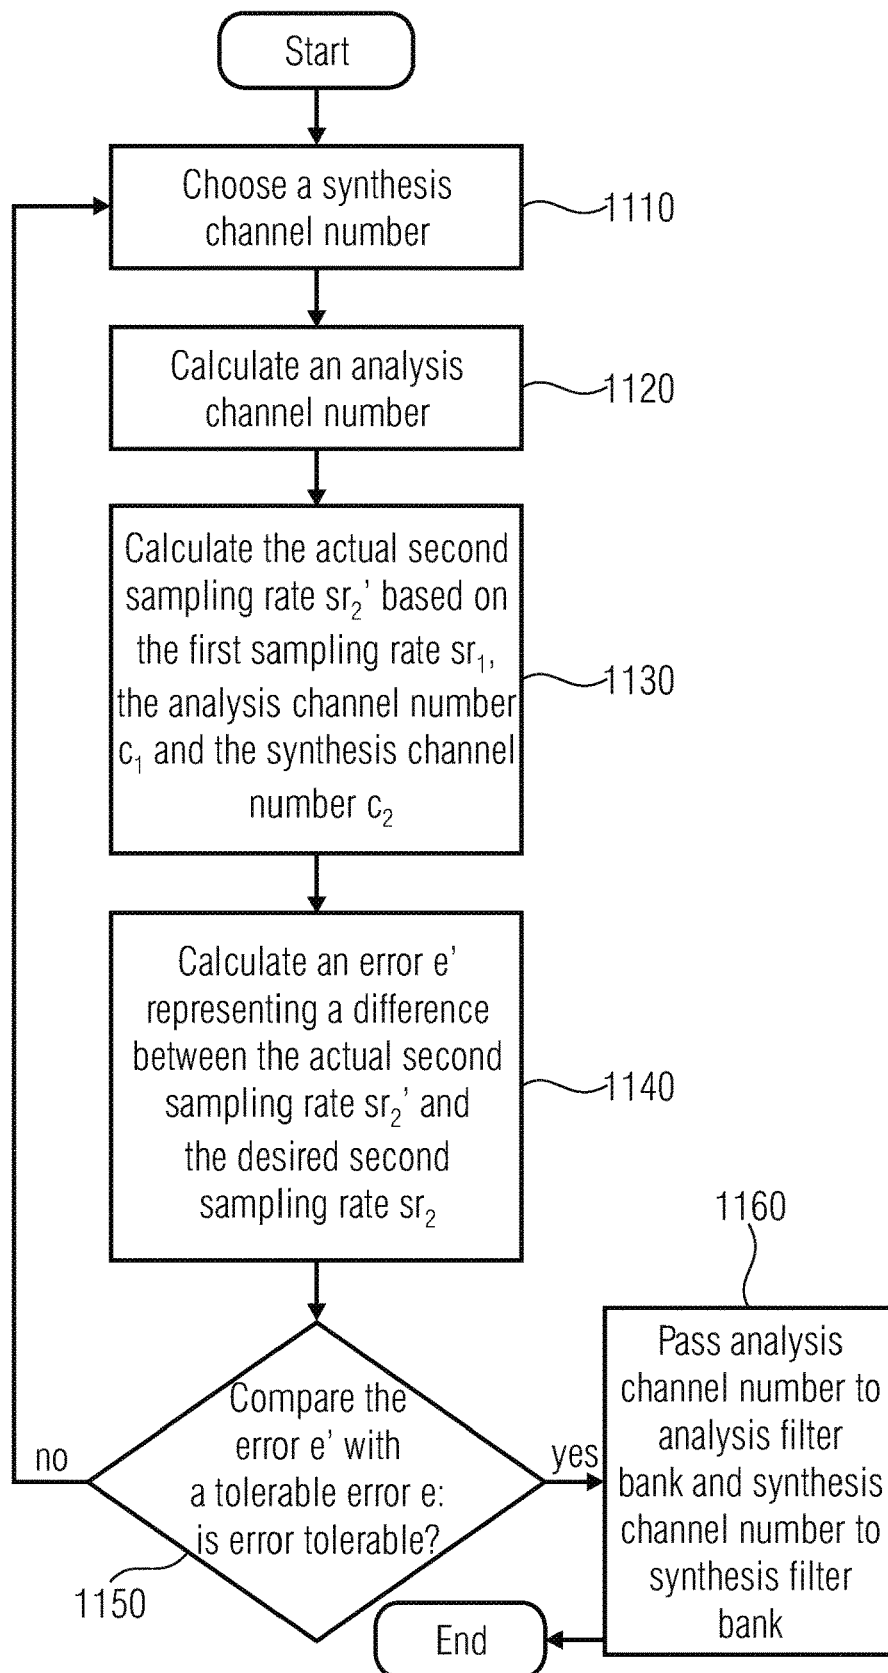 Start
Choose a synthesis
channel number
1110
Calculate an analysis
channel number
1120
Calculate the actual second
sampling rate sr₂’ based on
the first sampling rate sr₁,
the analysis channel number
c₁ and the synthesis channel
number c₂
1130
Calculate an error e’
representing a difference
between the actual second
sampling rate sr₂’ and
the desired second
sampling rate sr₂
1140
Compare the
error e’ with
a tolerable error e:
is error tolerable?
no
yes
1150
1160
Pass analysis
channel number to
analysis filter
bank and synthesis
channel number to
synthesis filter
bank
End